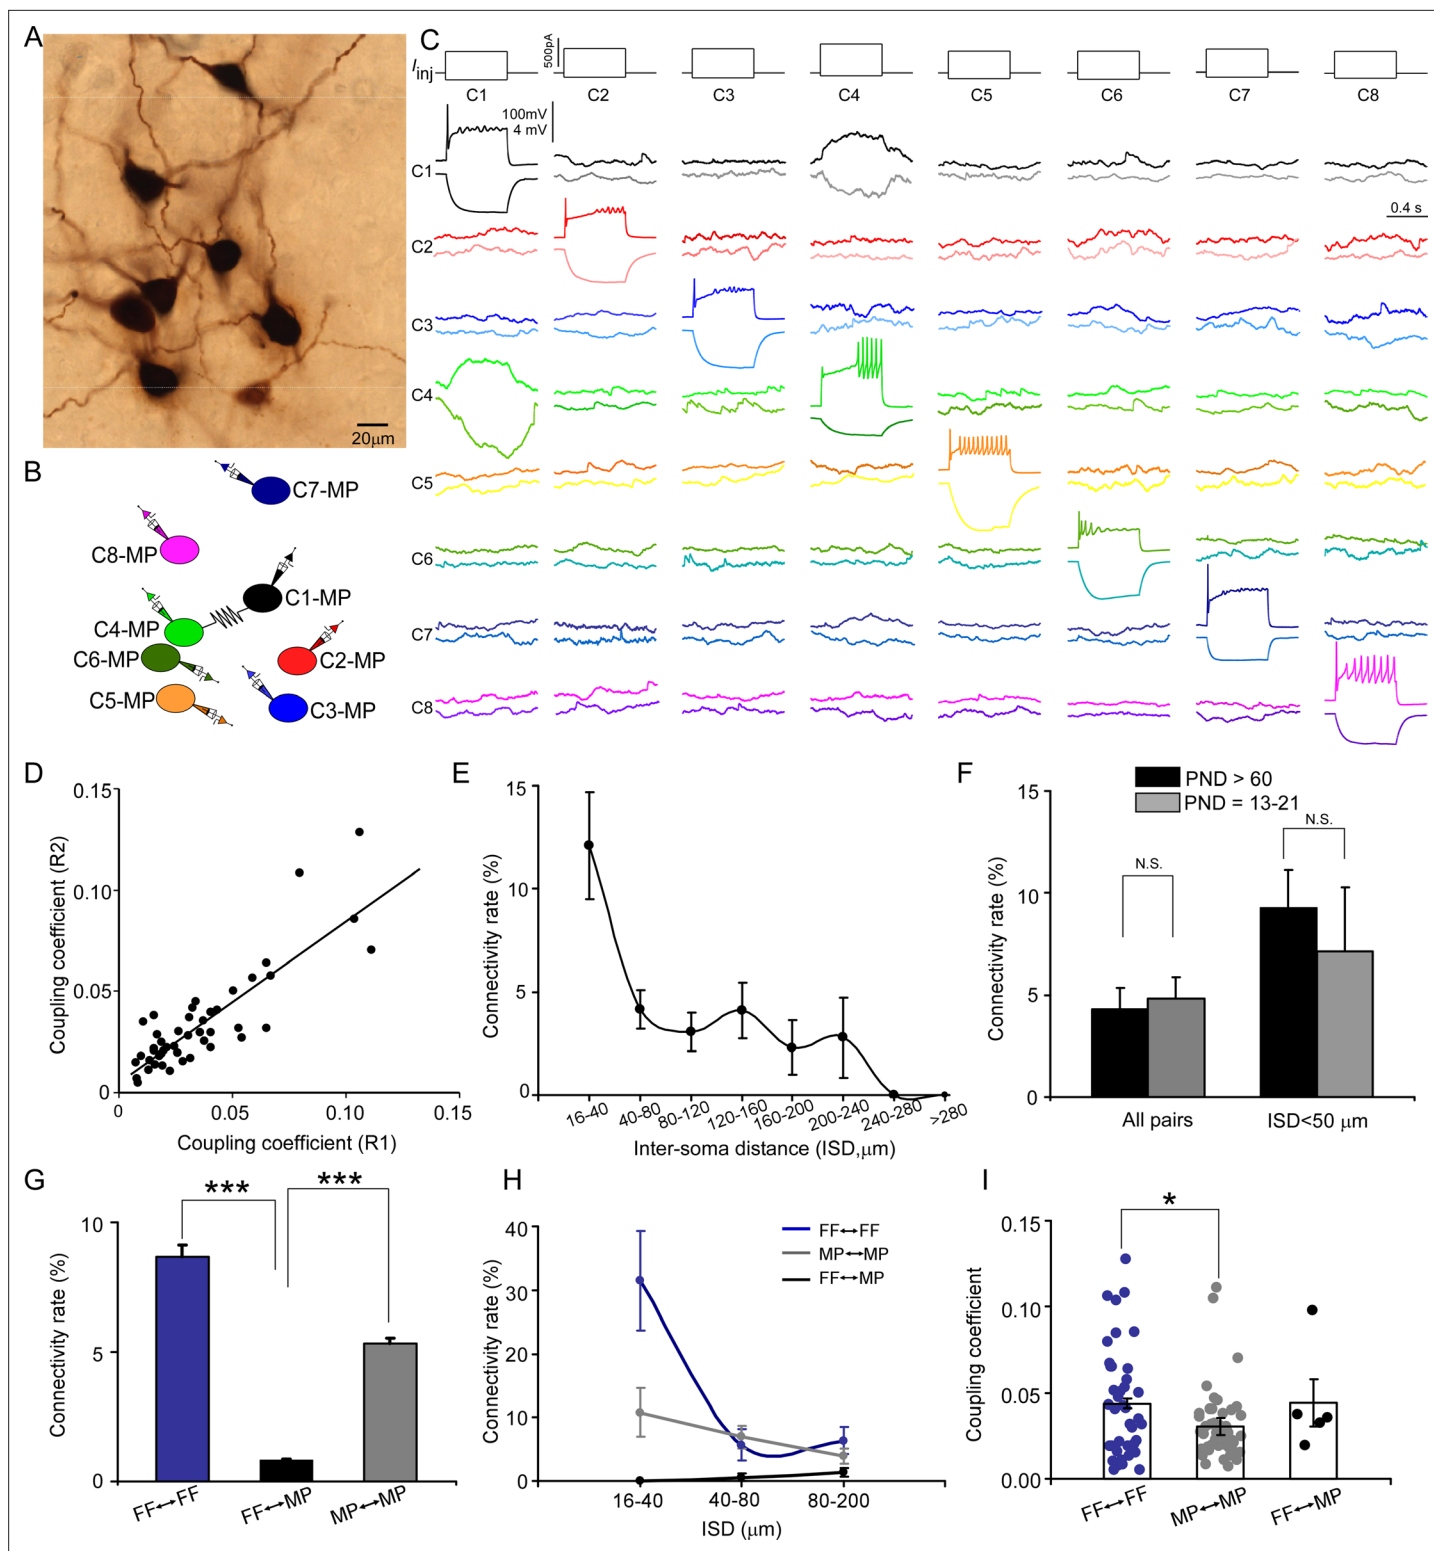 A
20μm
B
C7-MP
C8-MP
C1-MP
C4-MP
C6-MP
C2-MP
C5-MP
C3-MP
C
500pA
Iinj
C1 C2 C3 C4 C5 C6 C7 C8
100mV
4 mV
0.4 s
C1
C2
C3
C4
C5
C6
C7
C8
D
Coupling coefficient (R2)
0.15
0.10
0.05
0
0 0.05 0.10 0.15
Coupling coefficient (R1)
E
Connectivity rate (%)
15
10
5
0
16-40 40-80 80-120 120-160 160-200 200-240 240-280 >280
Inter-soma distance (ISD,μm)
F
PND > 60
PND = 13-21
Connectivity rate (%)
15
10
5
0
N.S.
N.S.
All pairs ISD<50 μm
G
Connectivity rate (%)
10
5
0
***
***
FF↔FF FF↔MP MP↔MP
H
Connectivity rate (%)
40
30
20
10
0
FF↔FF
MP↔MP
FF↔MP
16-40 40-80 80-200
ISD (μm)
I
Coupling coefficient
0.15
0.10
0.05
0.00
*
FF↔FF MP↔MP FF↔MP